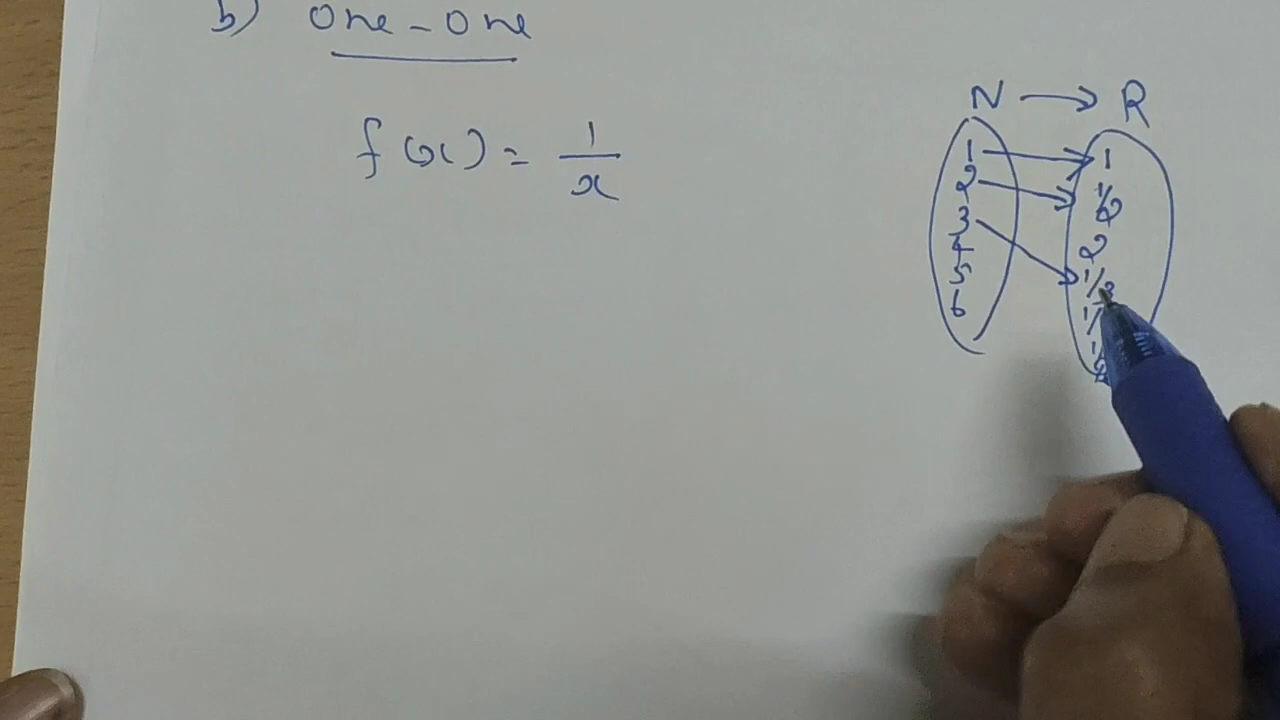 b) One-One
f(x) = 1/x
N → R
1 1
2 1/2
3 2
4 1/3
5
6